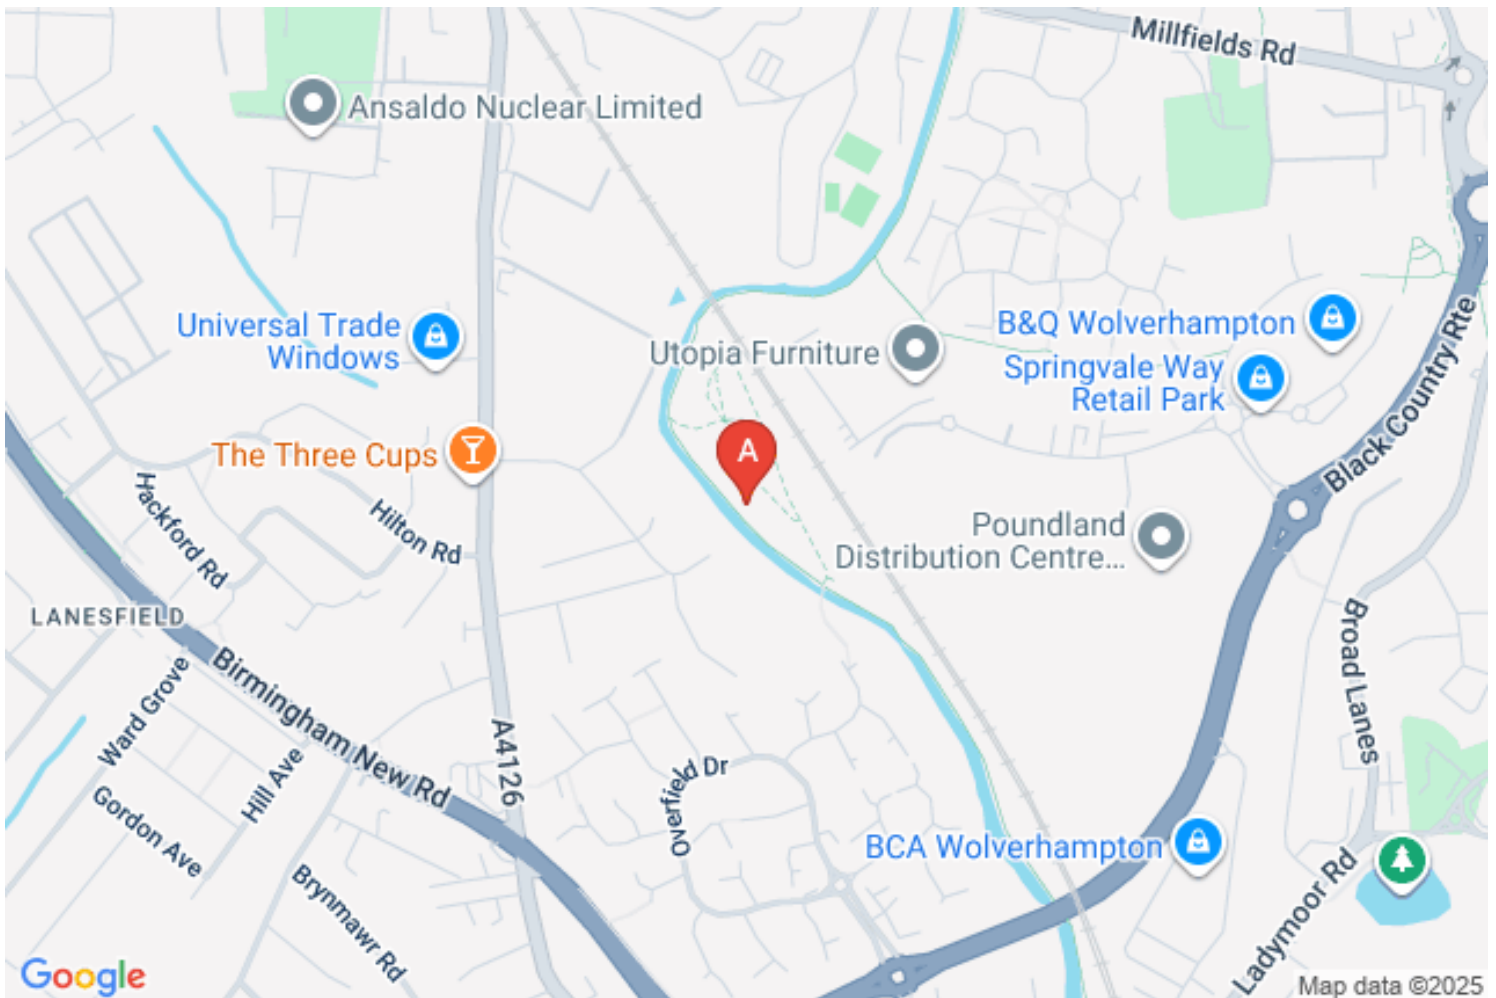 Millfields Rd
Ansaldo Nuclear Limited
Universal Trade
Windows
Utopia Furniture
B&Q Wolverhampton
Springvale Way
Retail Park
Black Country Rte
The Three Cups
A
Hackford Rd
Hilton Rd
Poundland
Distribution Centre...
LANESFIELD
Broad Lanes
Ward Grove
Birmingham New Rd
A4126
Hill Ave
Gordon Ave
Overfield Dr
BCA Wolverhampton
Brynmawr Rd
Ladymoor Rd
Google
Map data ©2025